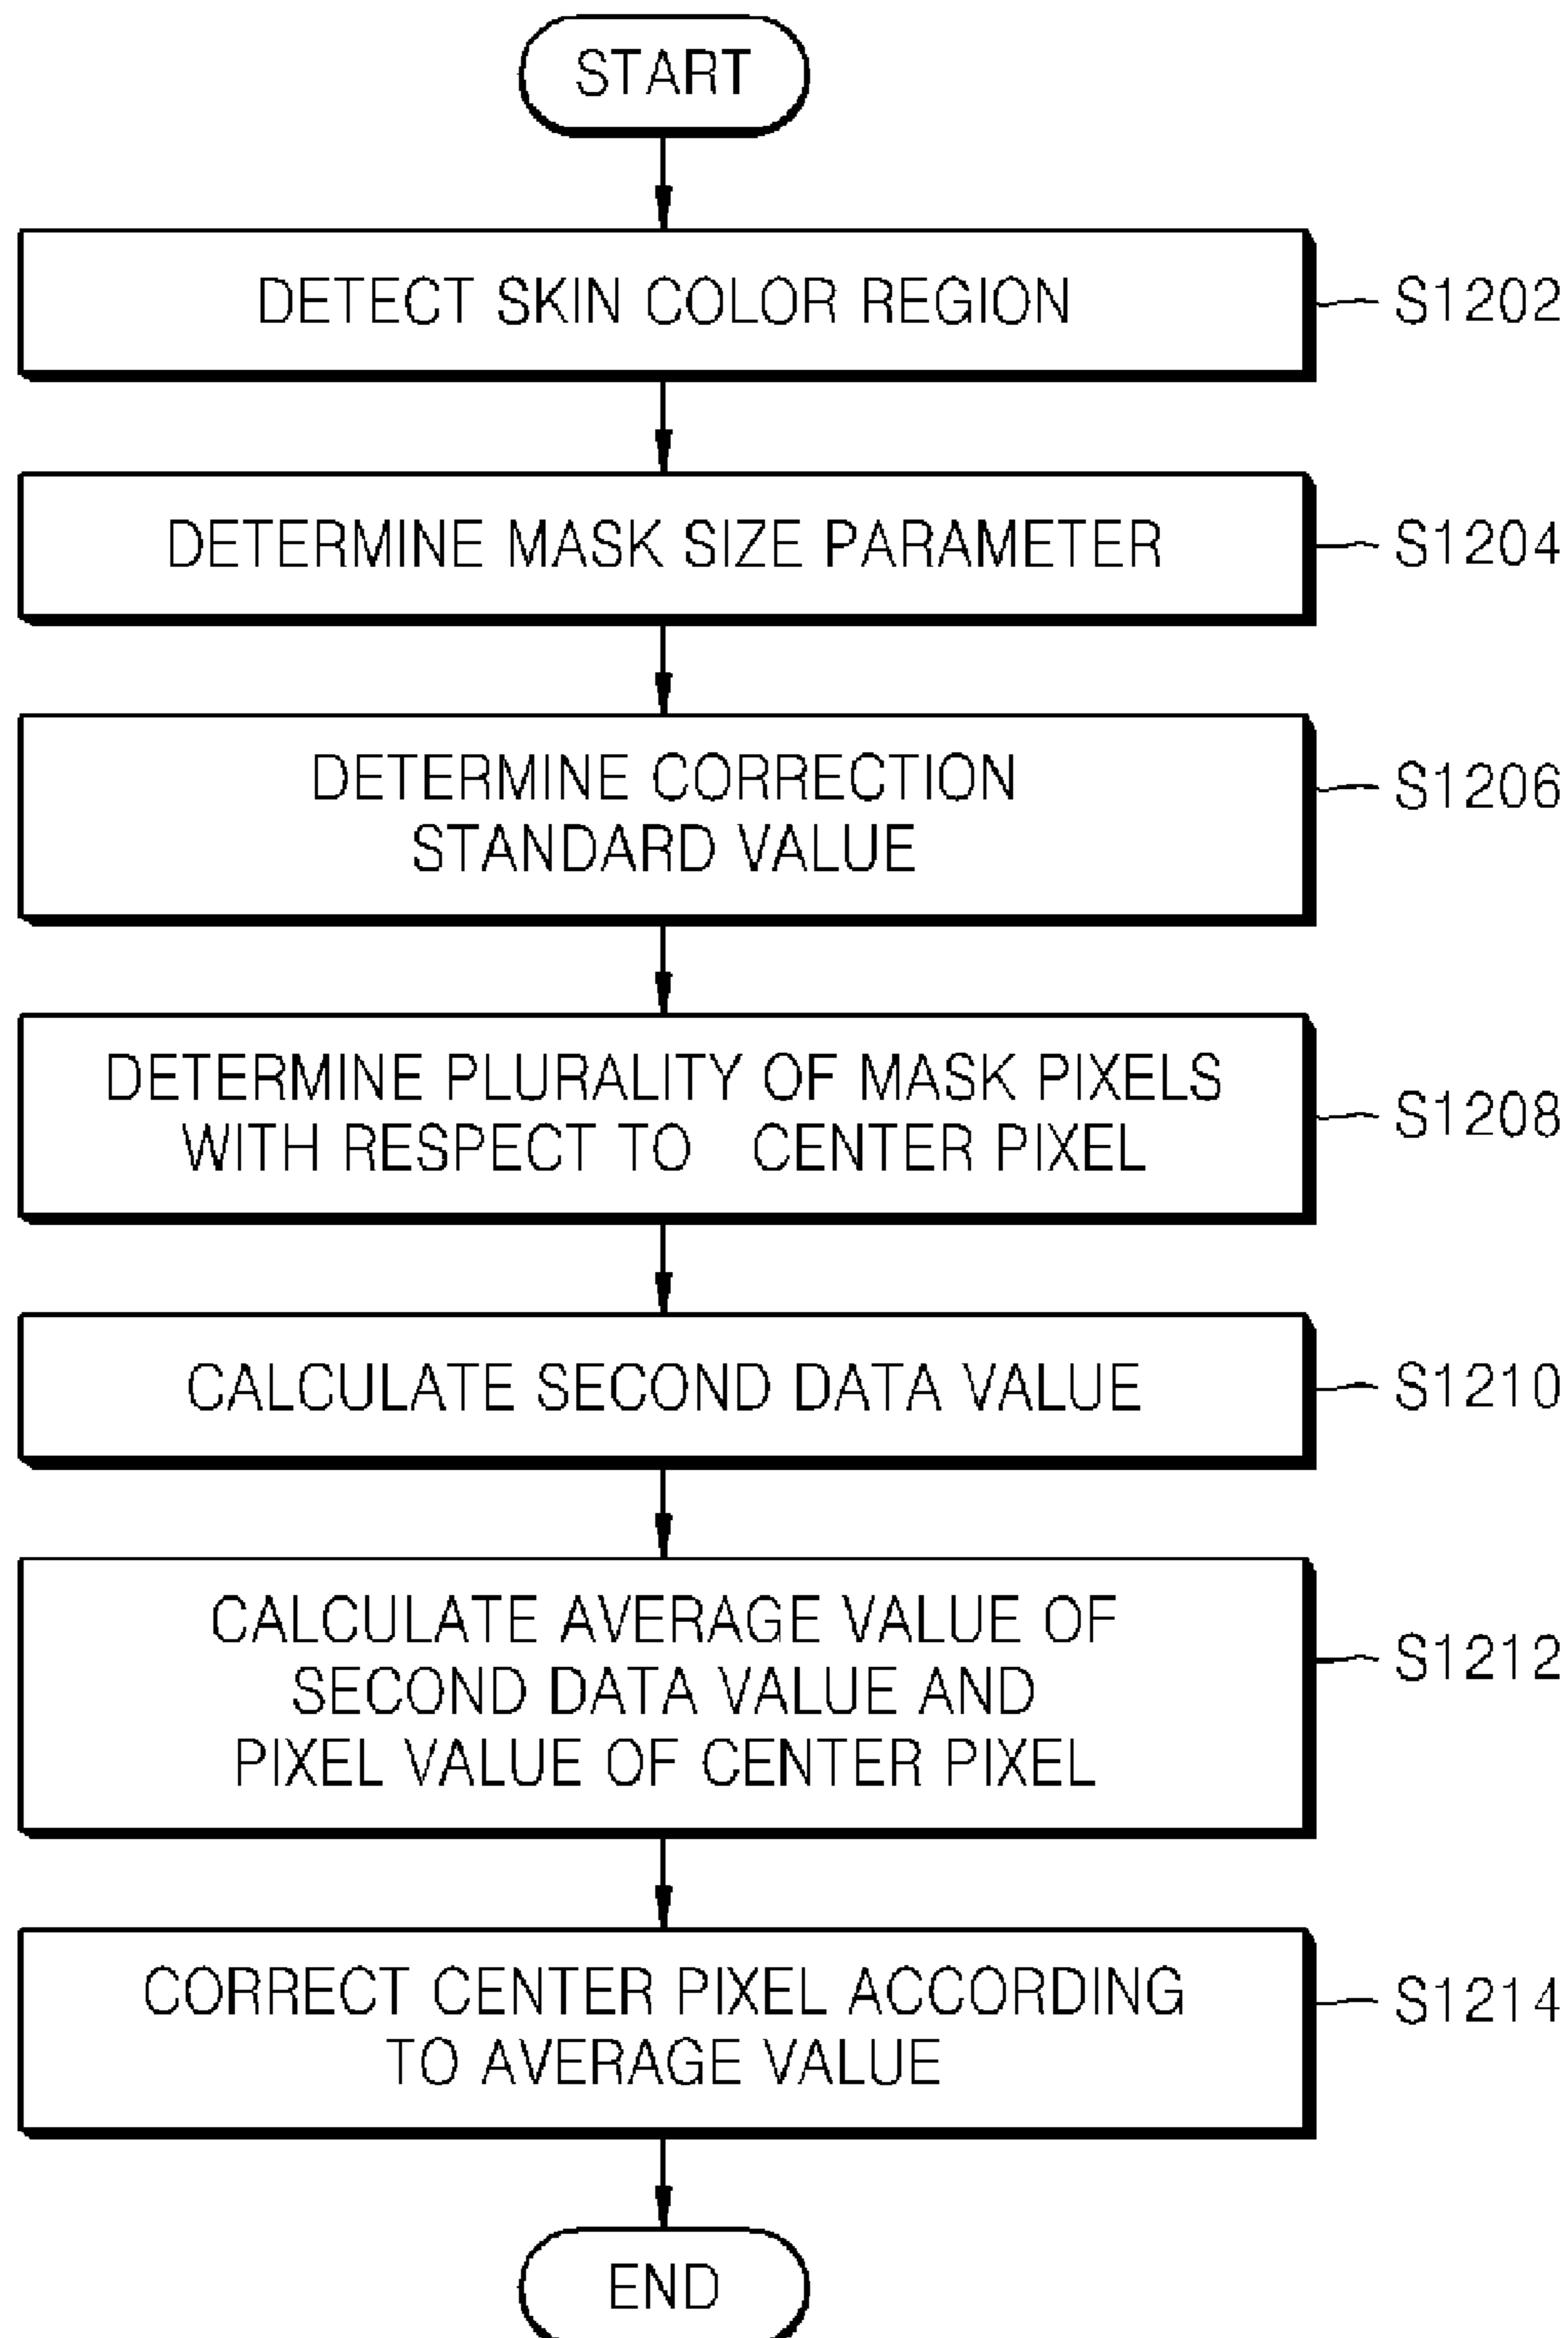 START
DETECT SKIN COLOR REGION
S1202
DETERMINE MASK SIZE PARAMETER
S1204
DETERMINE CORRECTION
STANDARD VALUE
S1206
DETERMINE PLURALITY OF MASK PIXELS
WITH RESPECT TO CENTER PIXEL
S1208
CALCULATE SECOND DATA VALUE
S1210
CALCULATE AVERAGE VALUE OF
SECOND DATA VALUE AND
PIXEL VALUE OF CENTER PIXEL
S1212
CORRECT CENTER PIXEL ACCORDING
TO AVERAGE VALUE
S1214
END